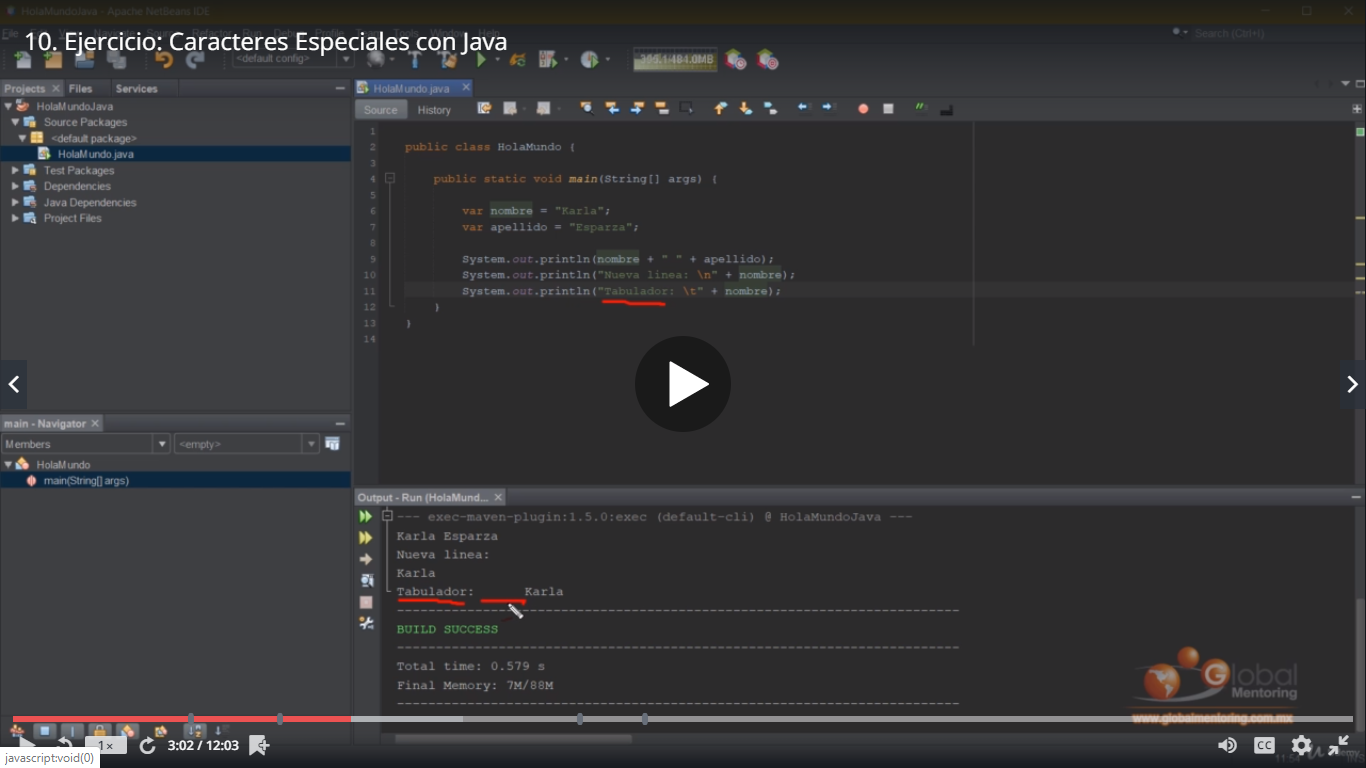 HolaMundoJava - Apache NetBeans IDE
10. Ejercicio: Caracteres Especiales con Java
Search (Ctrl+I)
<default config>
Projects Files Services
HolaMundoJava
Source Packages
<default package>
HolaMundo.java
Test Packages
Dependencies
Java Dependencies
Project Files
HolaMundo.java
Source History
1
2 public class HolaMundo {
3
4 public static void main(String[] args) {
5
6 var nombre = "Karla";
7 var apellido = "Esparza";
8
9 System.out.println(nombre + " " + apellido);
10 System.out.println("Nueva linea: \n" + nombre);
11 System.out.println("Tabulador: \t" + nombre);
12 }
13 }
14
main - Navigator
Members <empty>
HolaMundo
main(String[] args)
Output - Run (HolaMund...
--- exec-maven-plugin:1.5.0:exec (default-cli) @ HolaMundoJava ---
Karla Esparza
Nueva linea:
Karla
Tabulador: Karla
------------------------------------------------------------------------
BUILD SUCCESS
------------------------------------------------------------------------
Total time: 0.579 s
Final Memory: 7M/88M
------------------------------------------------------------------------
Global
Mentoring
www.globalmentoring.com.mx
1x 3:02 / 12:03 CC
javascript:void(0)